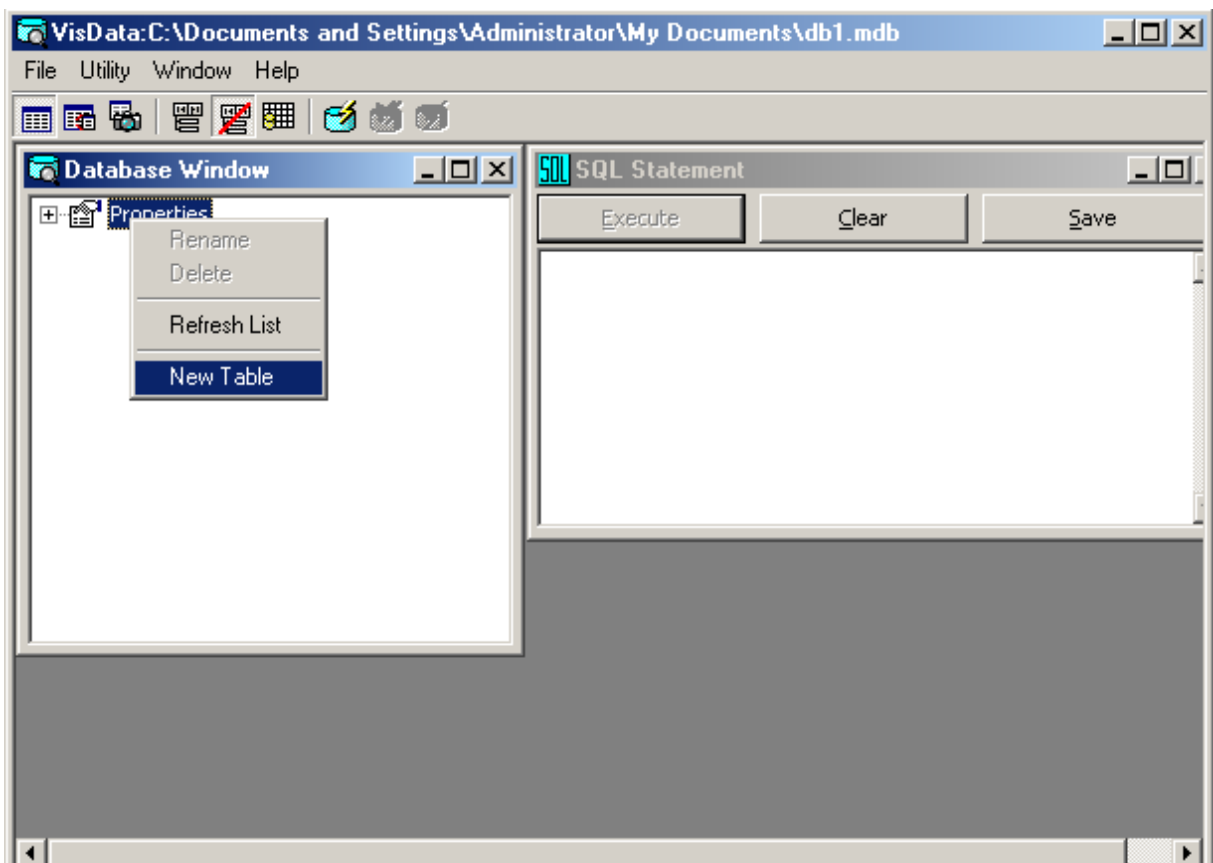 VisData:C:\Documents and Settings\Administrator\My Documents\db1.mdb
File Utility Window Help
Database Window
Properties
Rename
Delete
Refresh List
New Table
SQL SQL Statement
Execute Clear Save